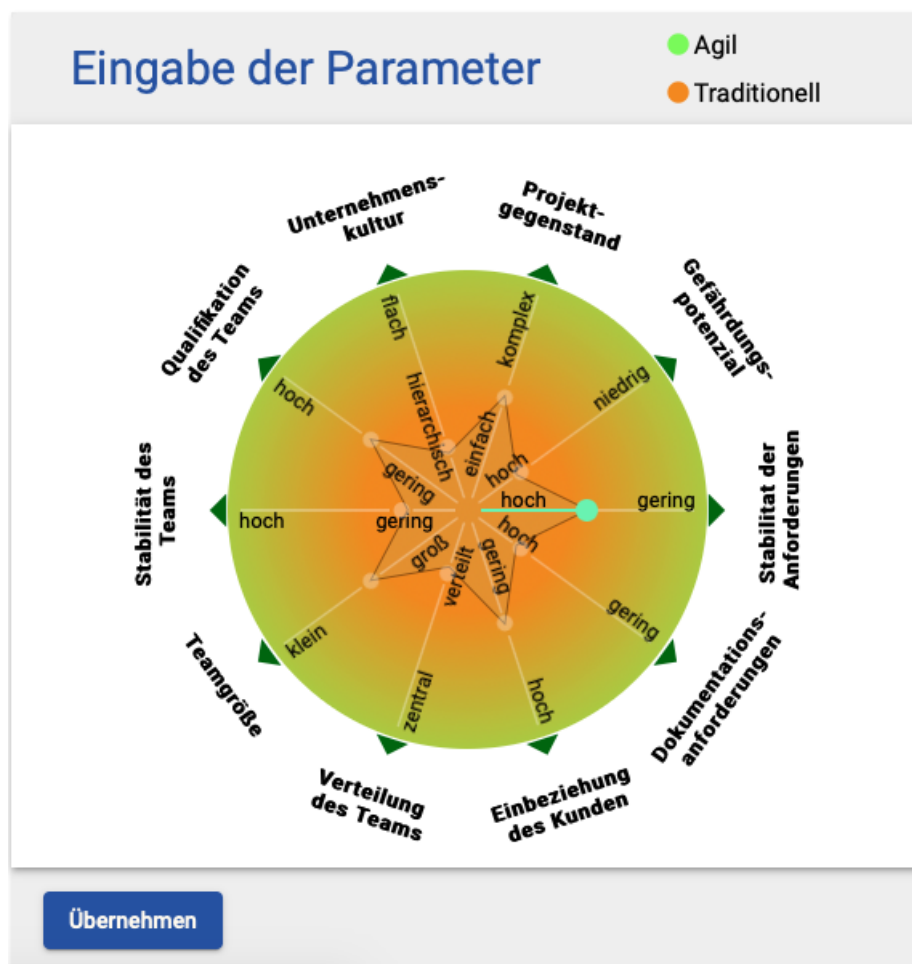 Eingabe der Parameter
Agil
Traditionell
Unternehmens-
kultur
Projekt-
gegenstand
Gefährdungs-
potenzial
Stabilitat der
Anforderungen
Dokumentations-
anforderungen
Einbeziehung
des Kunden
Verteilung
des Teams
Teamgröße
Stabilität des
Teams
Qualifikation
des Teams
flach
hierarchisch
komplex
einfach
niedrig
hoch
gering
hoch
gering
hoch
hoch
gering
zentral
verteilt
klein
groß
hoch
gering
hoch
gering
Übernehmen